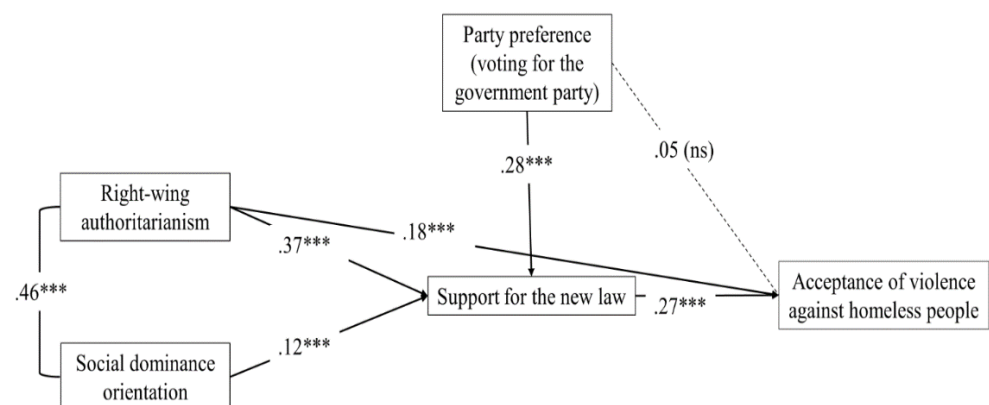 Party preference
(voting for the
government party)
.05 (ns)
.28***
Right-wing
authoritarianism
.18***
.37***
.46***
Support for the new law
.27***
Acceptance of violence
against homeless people
.12***
Social dominance
orientation